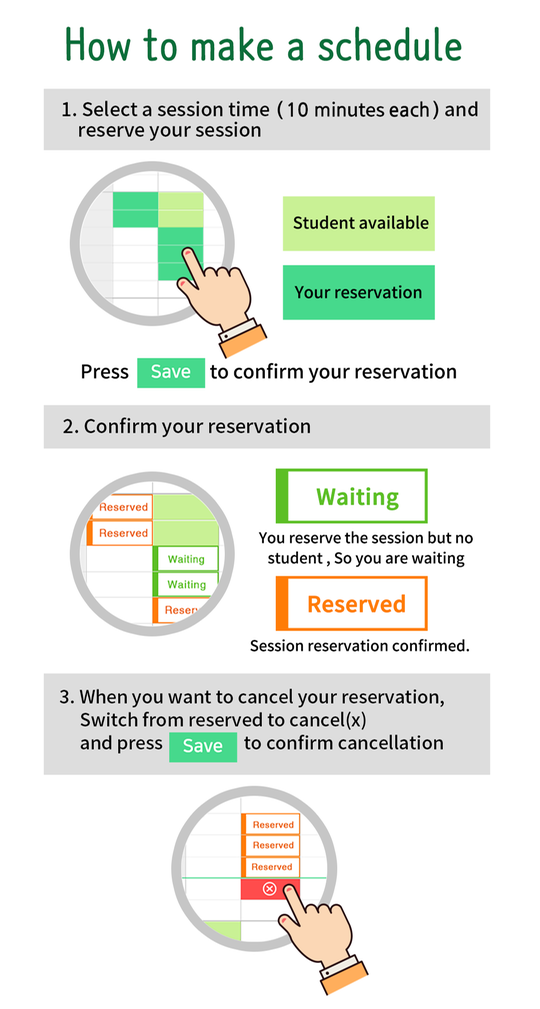 How to make a schedule
1. Select a session time (10 minutes each) and
reserve your session
Student available
Your reservation
Press Save to confirm your reservation
2. Confirm your reservation
Reserved
Reserved
Waiting
Waiting
Reser
Waiting
You reserve the session but no
student , So you are waiting
Reserved
Session reservation confirmed.
3. When you want to cancel your reservation,
Switch from reserved to cancel(x)
and press Save to confirm cancellation
Reserved
Reserved
Reserved